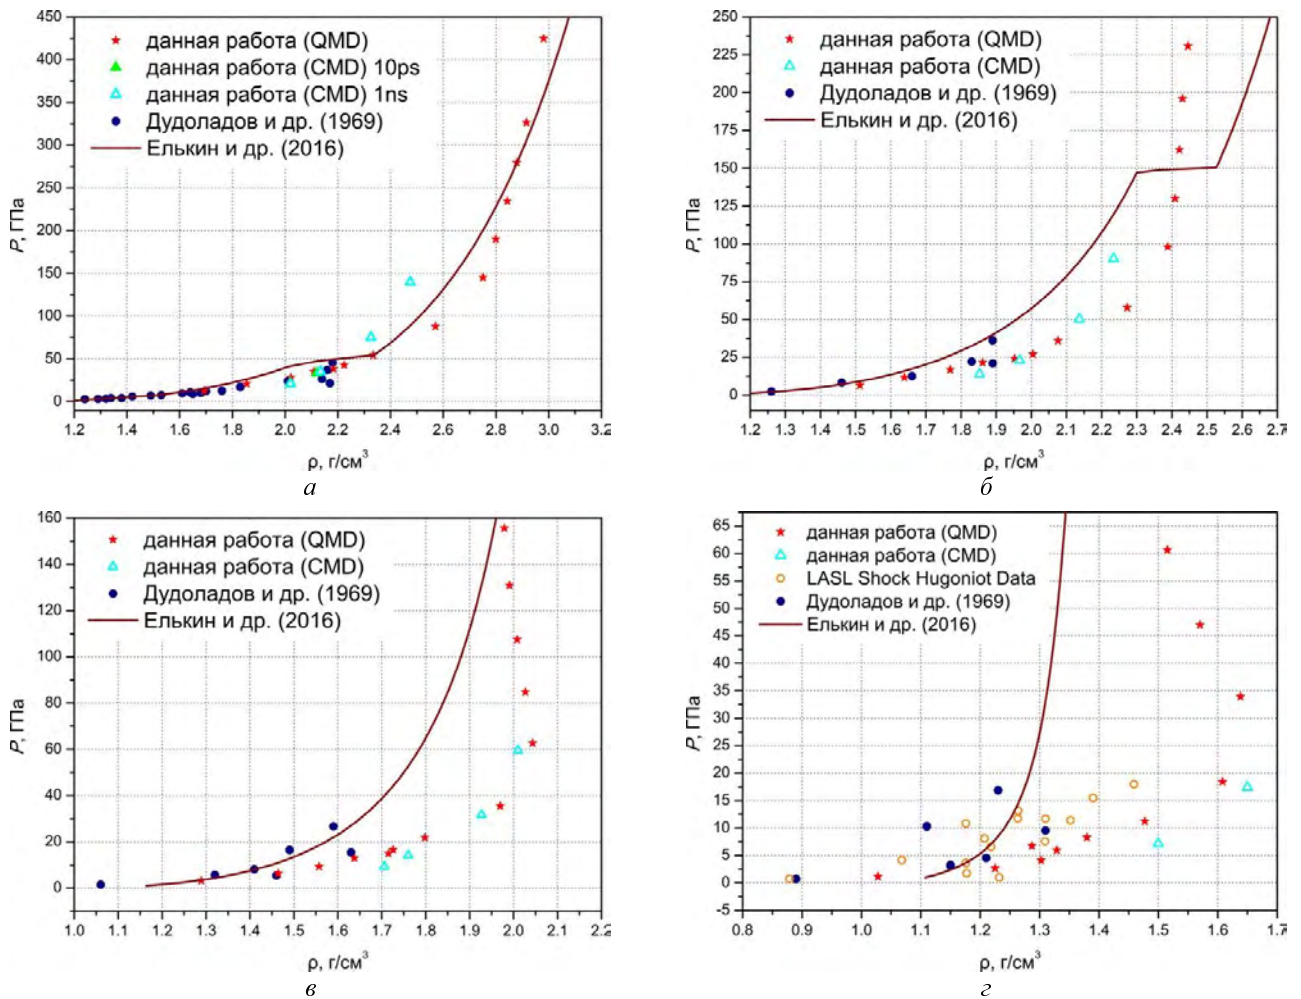 450
400
350
300
250
200
150
100
50
0
P, ГПа
данная работа (QMD)
данная работа (CMD) 10ps
данная работа (CMD) 1ns
Дудоладов и др. (1969)
Елькин и др. (2016)
1.2 1.4 1.6 1.8 2.0 2.2 2.4 2.6 2.8 3.0 3.2
ρ, г/см³
а
250
225
200
175
150
125
100
75
50
25
0
P, ГПа
данная работа (QMD)
данная работа (CMD)
Дудоладов и др. (1969)
Елькин и др. (2016)
1.2 1.3 1.4 1.5 1.6 1.7 1.8 1.9 2.0 2.1 2.2 2.3 2.4 2.5 2.6 2.7
ρ, г/см³
б
160
140
120
100
80
60
40
20
0
P, ГПа
данная работа (QMD)
данная работа (CMD)
Дудоладов и др. (1969)
Елькин и др. (2016)
1.0 1.1 1.2 1.3 1.4 1.5 1.6 1.7 1.8 1.9 2.0 2.1 2.2
ρ, г/см³
в
65
60
55
50
45
40
35
30
25
20
15
10
5
0
-5
P, ГПа
данная работа (QMD)
данная работа (CMD)
LASL Shock Hugoniot Data
Дудоладов и др. (1969)
Елькин и др. (2016)
0.8 0.9 1.0 1.1 1.2 1.3 1.4 1.5 1.6 1.7
ρ, г/см³
г